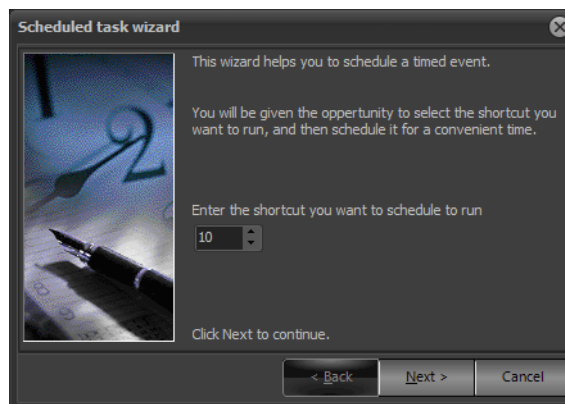 Scheduled task wizard
This wizard helps you to schedule a timed event.
You will be given the oppertunity to select the shortcut you
want to run, and then schedule it for a convenient time.
Enter the shortcut you want to schedule to run
10
Click Next to continue.
< Back Next > Cancel